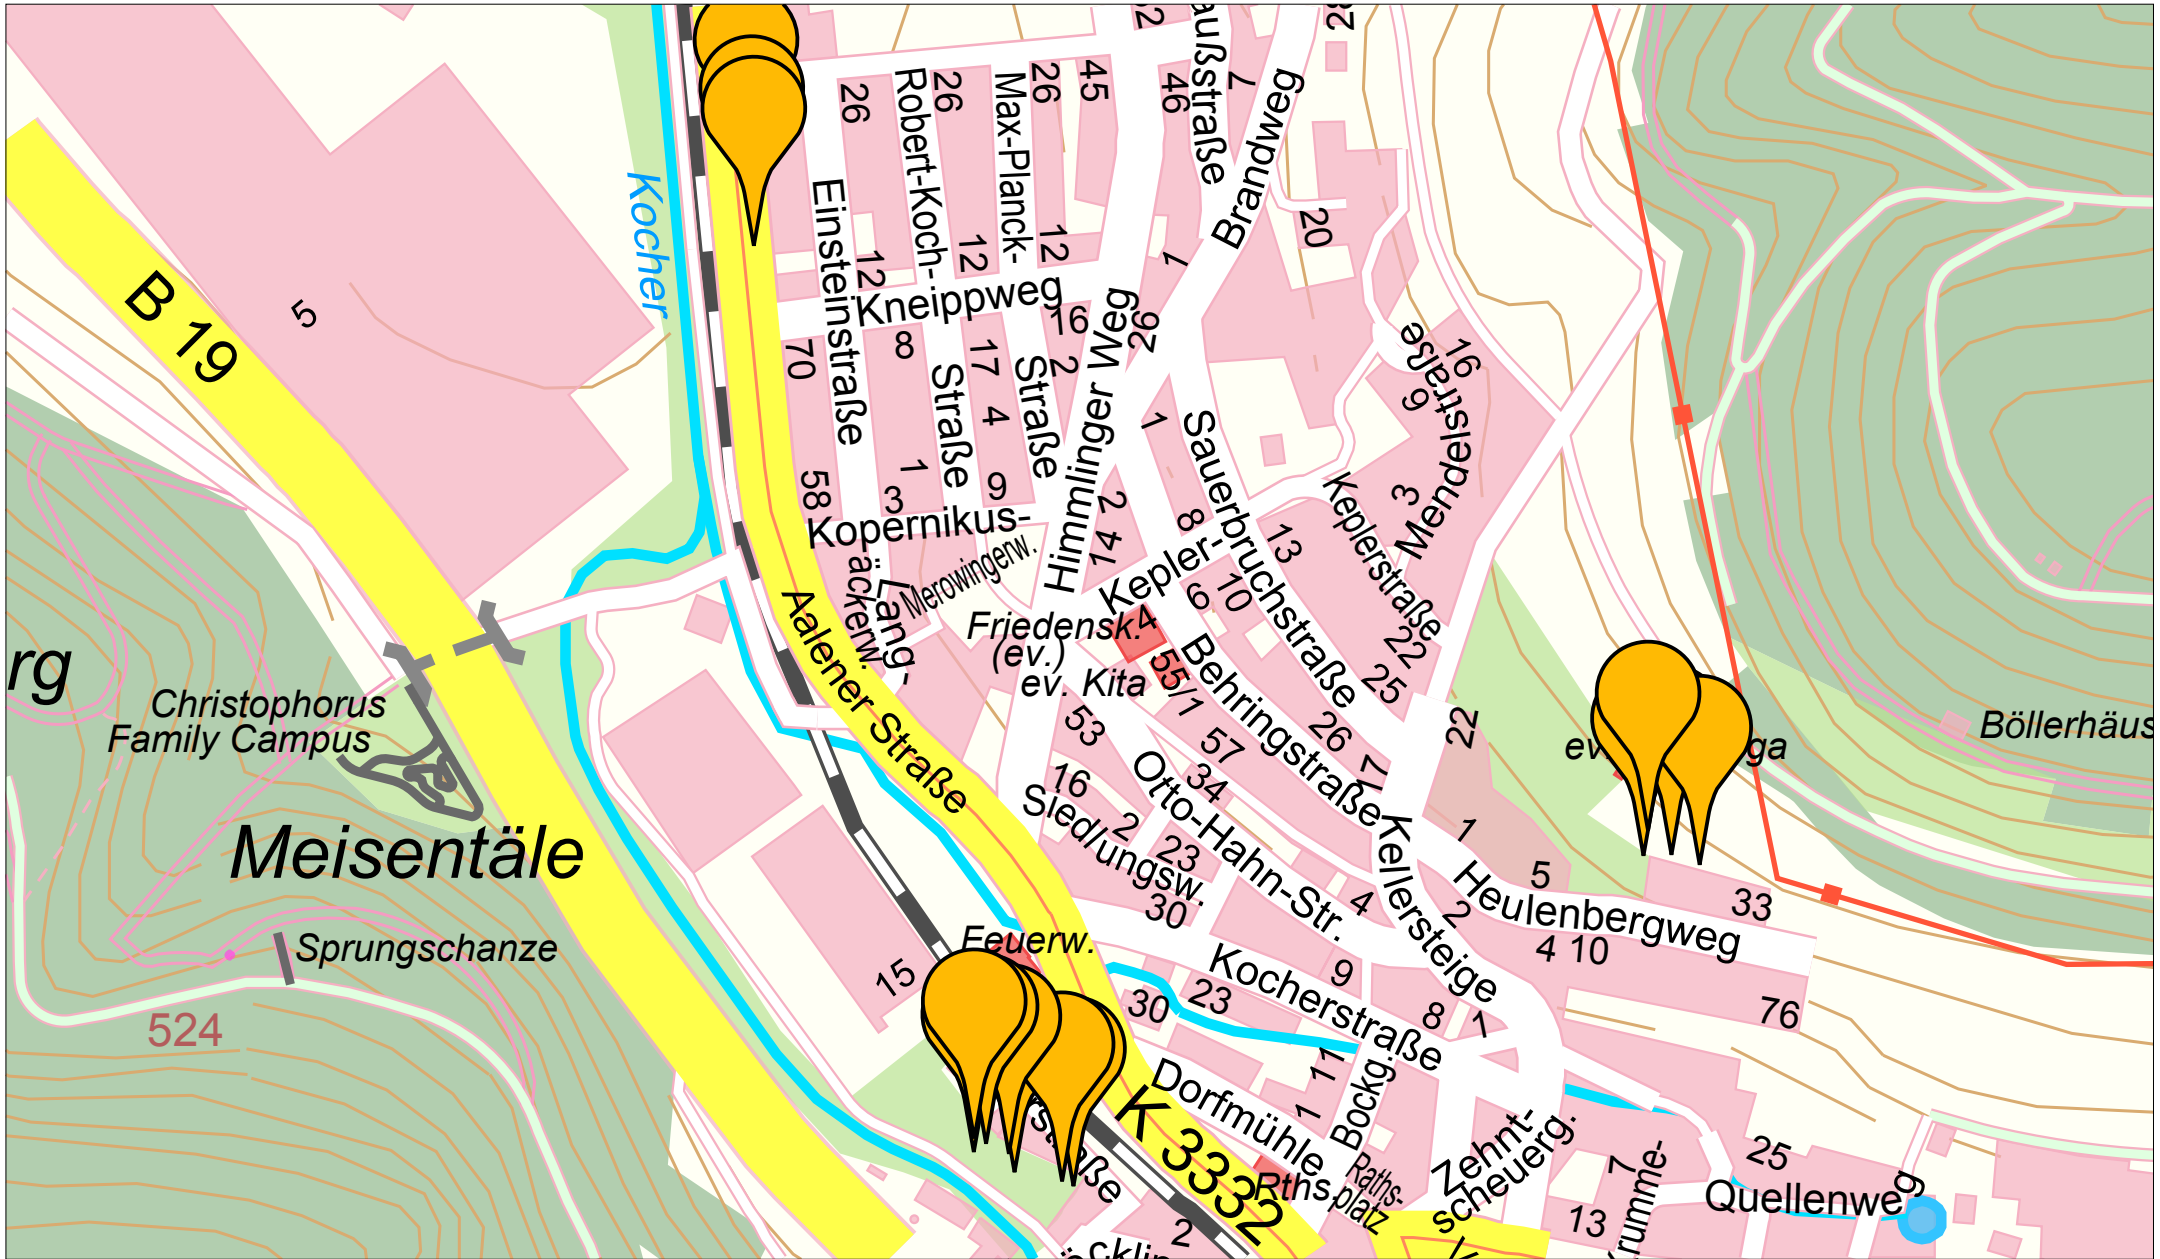 außstraße
7
Brandweg
26
Robert-Koch-
26
Max-Planck-
26
45
46
Kocher
Einsteinstraße
12
12
12
1
20
B 19
5
Kneippweg
16
26
Himmlinger Weg
70
8
17
2
Straße
Straße
4
1
Sauerbruchstraße
16
9
Mendelstraße
3
58
1
3
9
2
8
13
Keplerstraße
Kopernikus-
14
Kepler-
Merowingerw.
Lang-
äckerw.
6
10
4
Friedensk.
(ev.)
ev. Kita
55/1
22
25
rg
Christophorus
Family Campus
Aalener Straße
Behringstraße
53
57
26
17
22
Böllerhäus
ga
Meisentäle
16
34
Otto-Hahn-Str.
Siedlungsw.
2
23
30
4
Kellersteige
1
5
2
Heulenbergweg
33
4
10
Sprungschanze
Feuerw.
15
Kocherstraße
9
30
23
8
1
76
524
11
1
Bockg.
Dorfmühle
K 3332
Rths.
Raths-
platz
Zehnt-
scheuerg.
7
13
25
Quellenweg
2